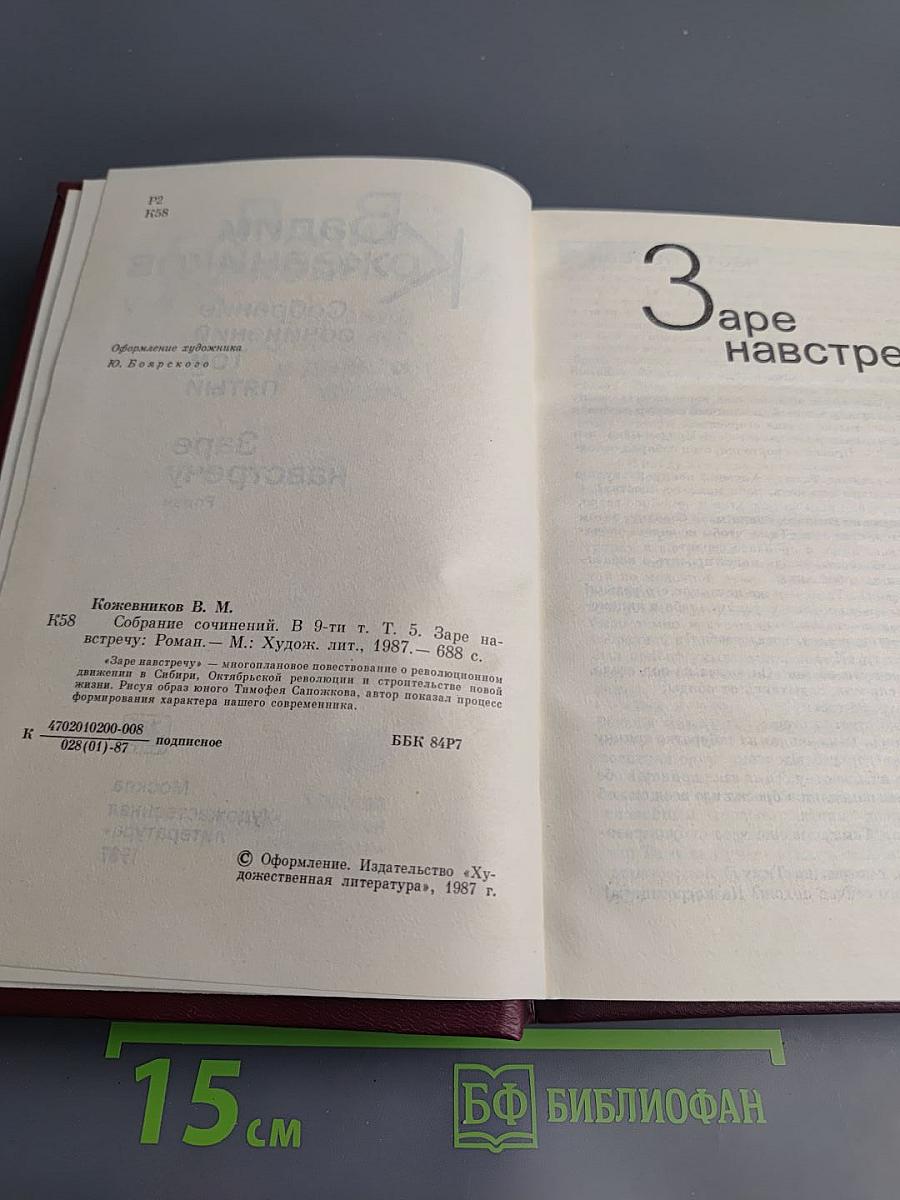 Р2
К58
Оформление художника
Ю. Боярского
Кожевников В. М.
К58 Собрание сочинений. В 9-ти т. Т. 5. Заре на-
встречу: Роман.— М.: Худож. лит., 1987.— 688 с.
«Заре навстречу» — многоплановое повествование о революционном
движении в Сибири, Октябрьской революции и строительстве новой
жизни. Рисуя образ юного Тимофея Сапожкова, автор показал процесс
формирования характера нашего современника.
К 4702010200-008
028(01)-87 подписное
ББК 84Р7
© Оформление. Издательство «Ху-
дожественная литература», 1987 г.
Заре
навстре
15 см
БФ БИБЛИОФАН